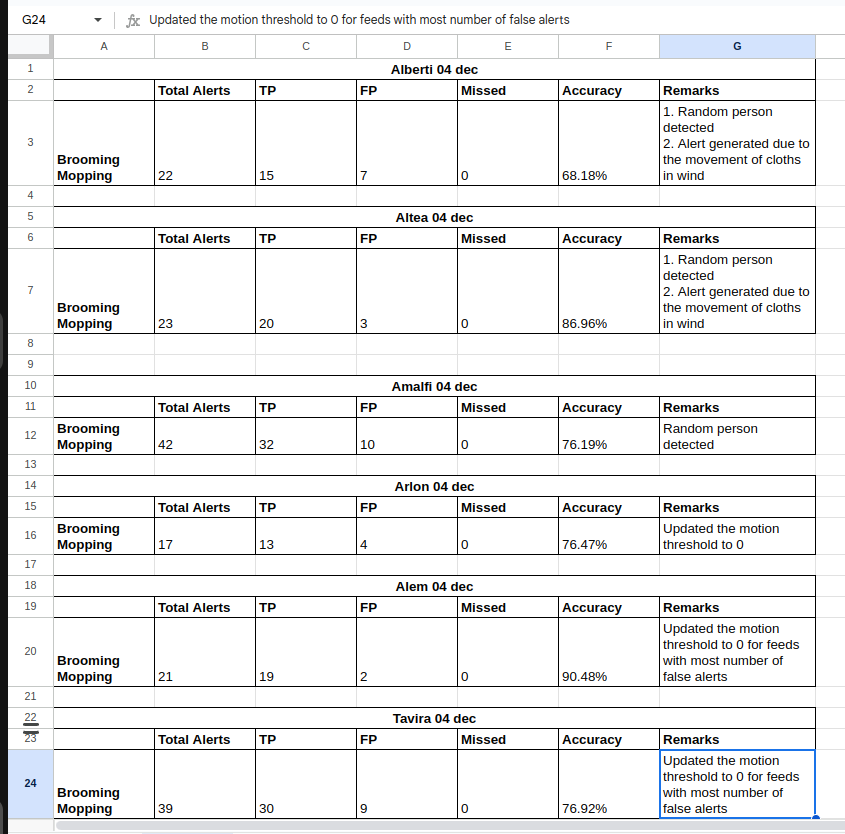 G24 fx Updated the motion threshold to 0 for feeds with most number of false alerts
A B C D E F G
1 Alberti 04 dec
2 Total Alerts TP FP Missed Accuracy Remarks
3 Brooming Mopping 22 15 7 0 68.18% 1. Random person
detected
2. Alert generated due to
the movement of cloths
in wind
4
5 Altea 04 dec
6 Total Alerts TP FP Missed Accuracy Remarks
7 Brooming Mopping 23 20 3 0 86.96% 1. Random person
detected
2. Alert generated due to
the movement of cloths
in wind
8
9
10 Amalfi 04 dec
11 Total Alerts TP FP Missed Accuracy Remarks
12 Brooming Mopping 42 32 10 0 76.19% Random person
detected
13
14 Arlon 04 dec
15 Total Alerts TP FP Missed Accuracy Remarks
16 Brooming Mopping 17 13 4 0 76.47% Updated the motion
threshold to 0
17
18 Alem 04 dec
19 Total Alerts TP FP Missed Accuracy Remarks
20 Brooming Mopping 21 19 2 0 90.48% Updated the motion
threshold to 0 for feeds
with most number of
false alerts
21
22 Tavira 04 dec
23 Total Alerts TP FP Missed Accuracy Remarks
24 Brooming Mopping 39 30 9 0 76.92% Updated the motion
threshold to 0 for feeds
with most number of
false alerts